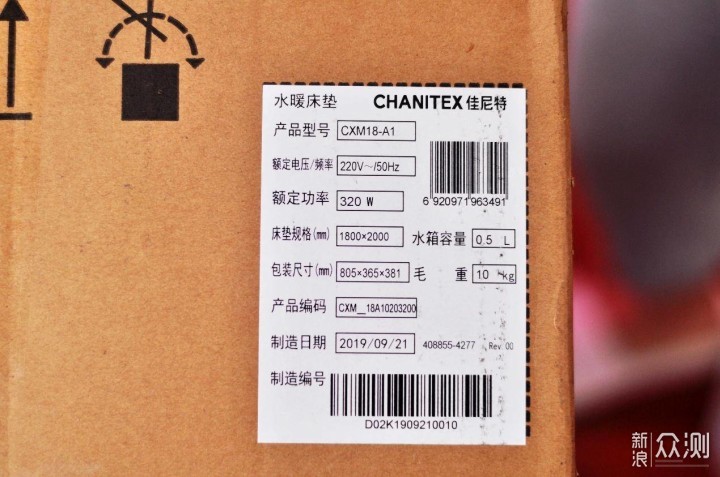 水暖床垫 CHANITEX 佳尼特
产品型号 CXM18-A1
额定电压/频率 220V～/50Hz
6 920971 963491
额定功率 320 W
床垫规格(mm) 1800×2000 水箱容量 0.5 L
包装尺寸(mm) 805×365×381 毛 重 10 kg
产品编码 CXM__18A10203200
制造日期 2019/09/21 408855-4277 Rev 00
制造编号
D02K1909210010
新浪 众测